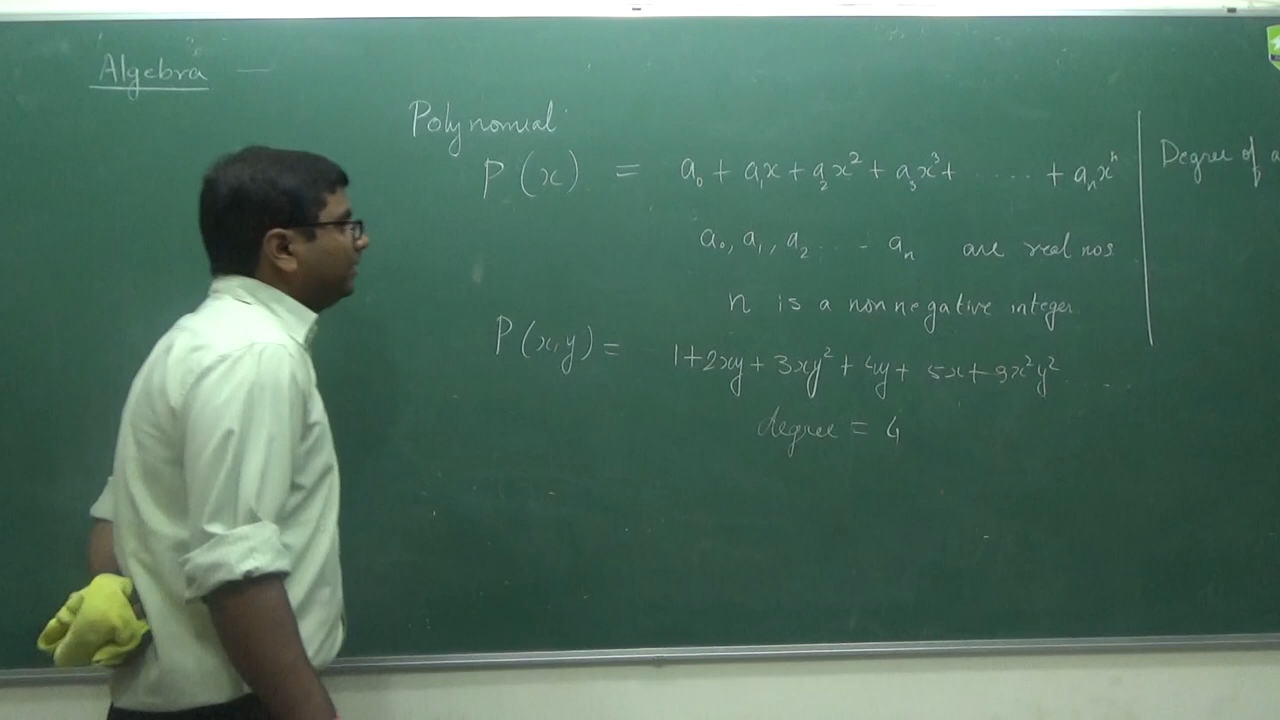 Algebra —
Polynomial
P(x) = a₀ + a₁x + a₂x² + a₃x³ + ...... + aₙxⁿ
a₀, a₁, a₂ ... - aₙ are real nos
n is a nonnegative integer
P(x,y) = 1+2xy + 3xy² + 4y + 5x + 9x²y² ...
degree = 4
Degree of a